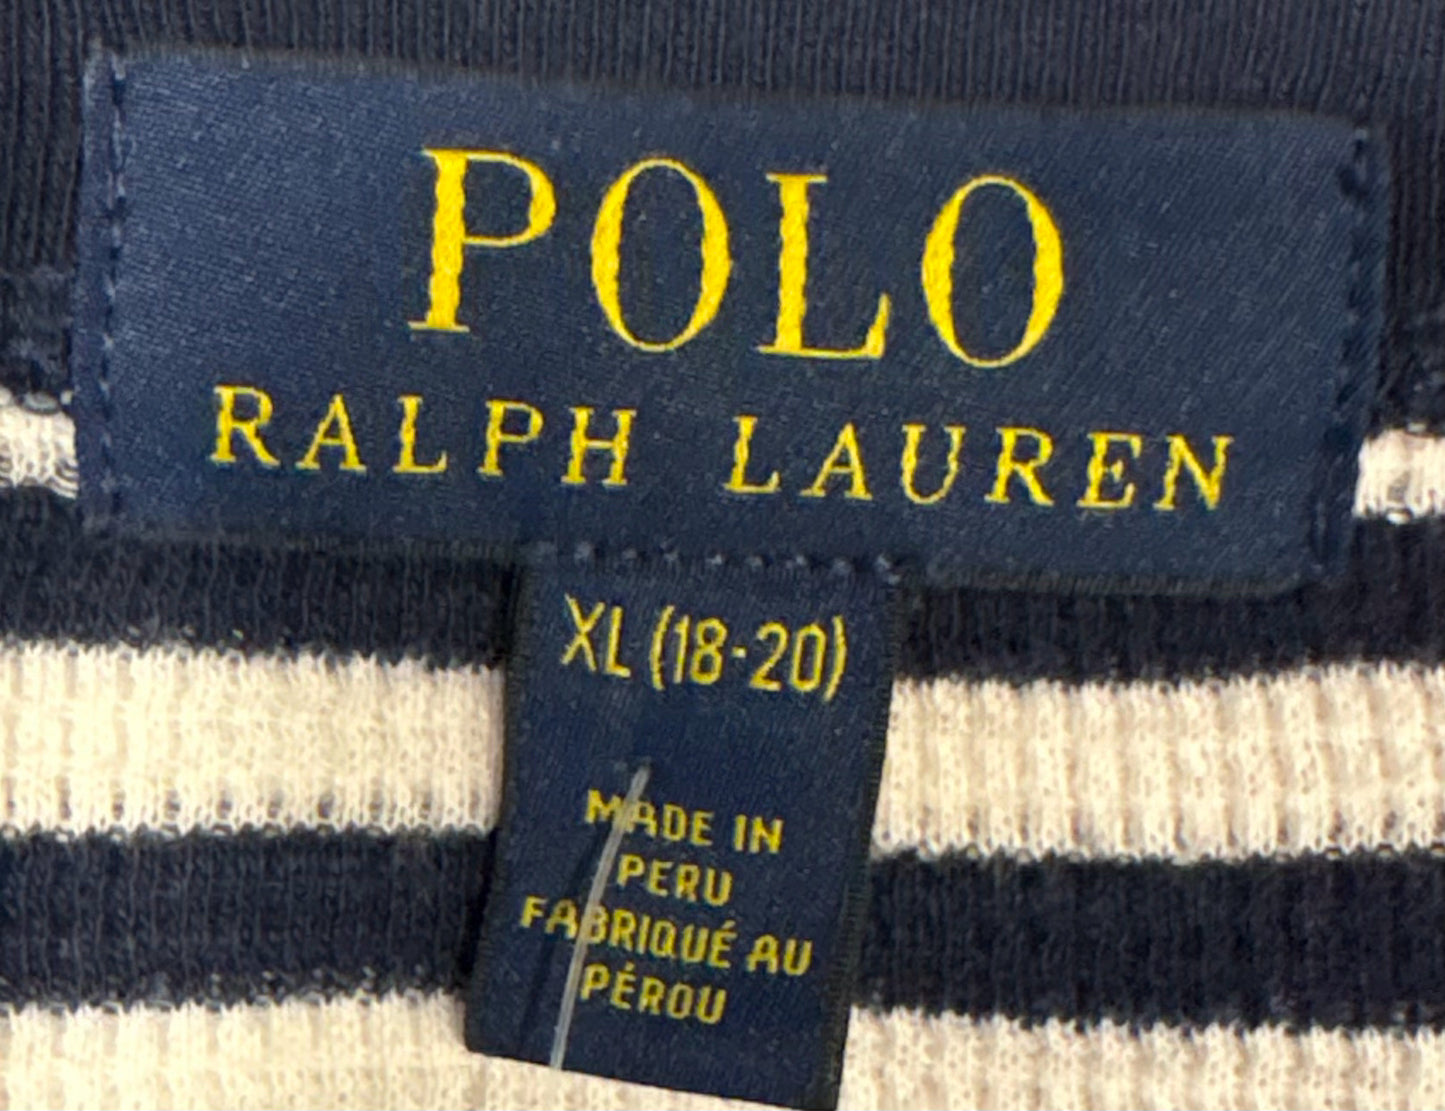 POLO
RALPH LAUREN
XL (18-20)
MADE IN
PERU
FABRIQUÉ AU
PÉROU